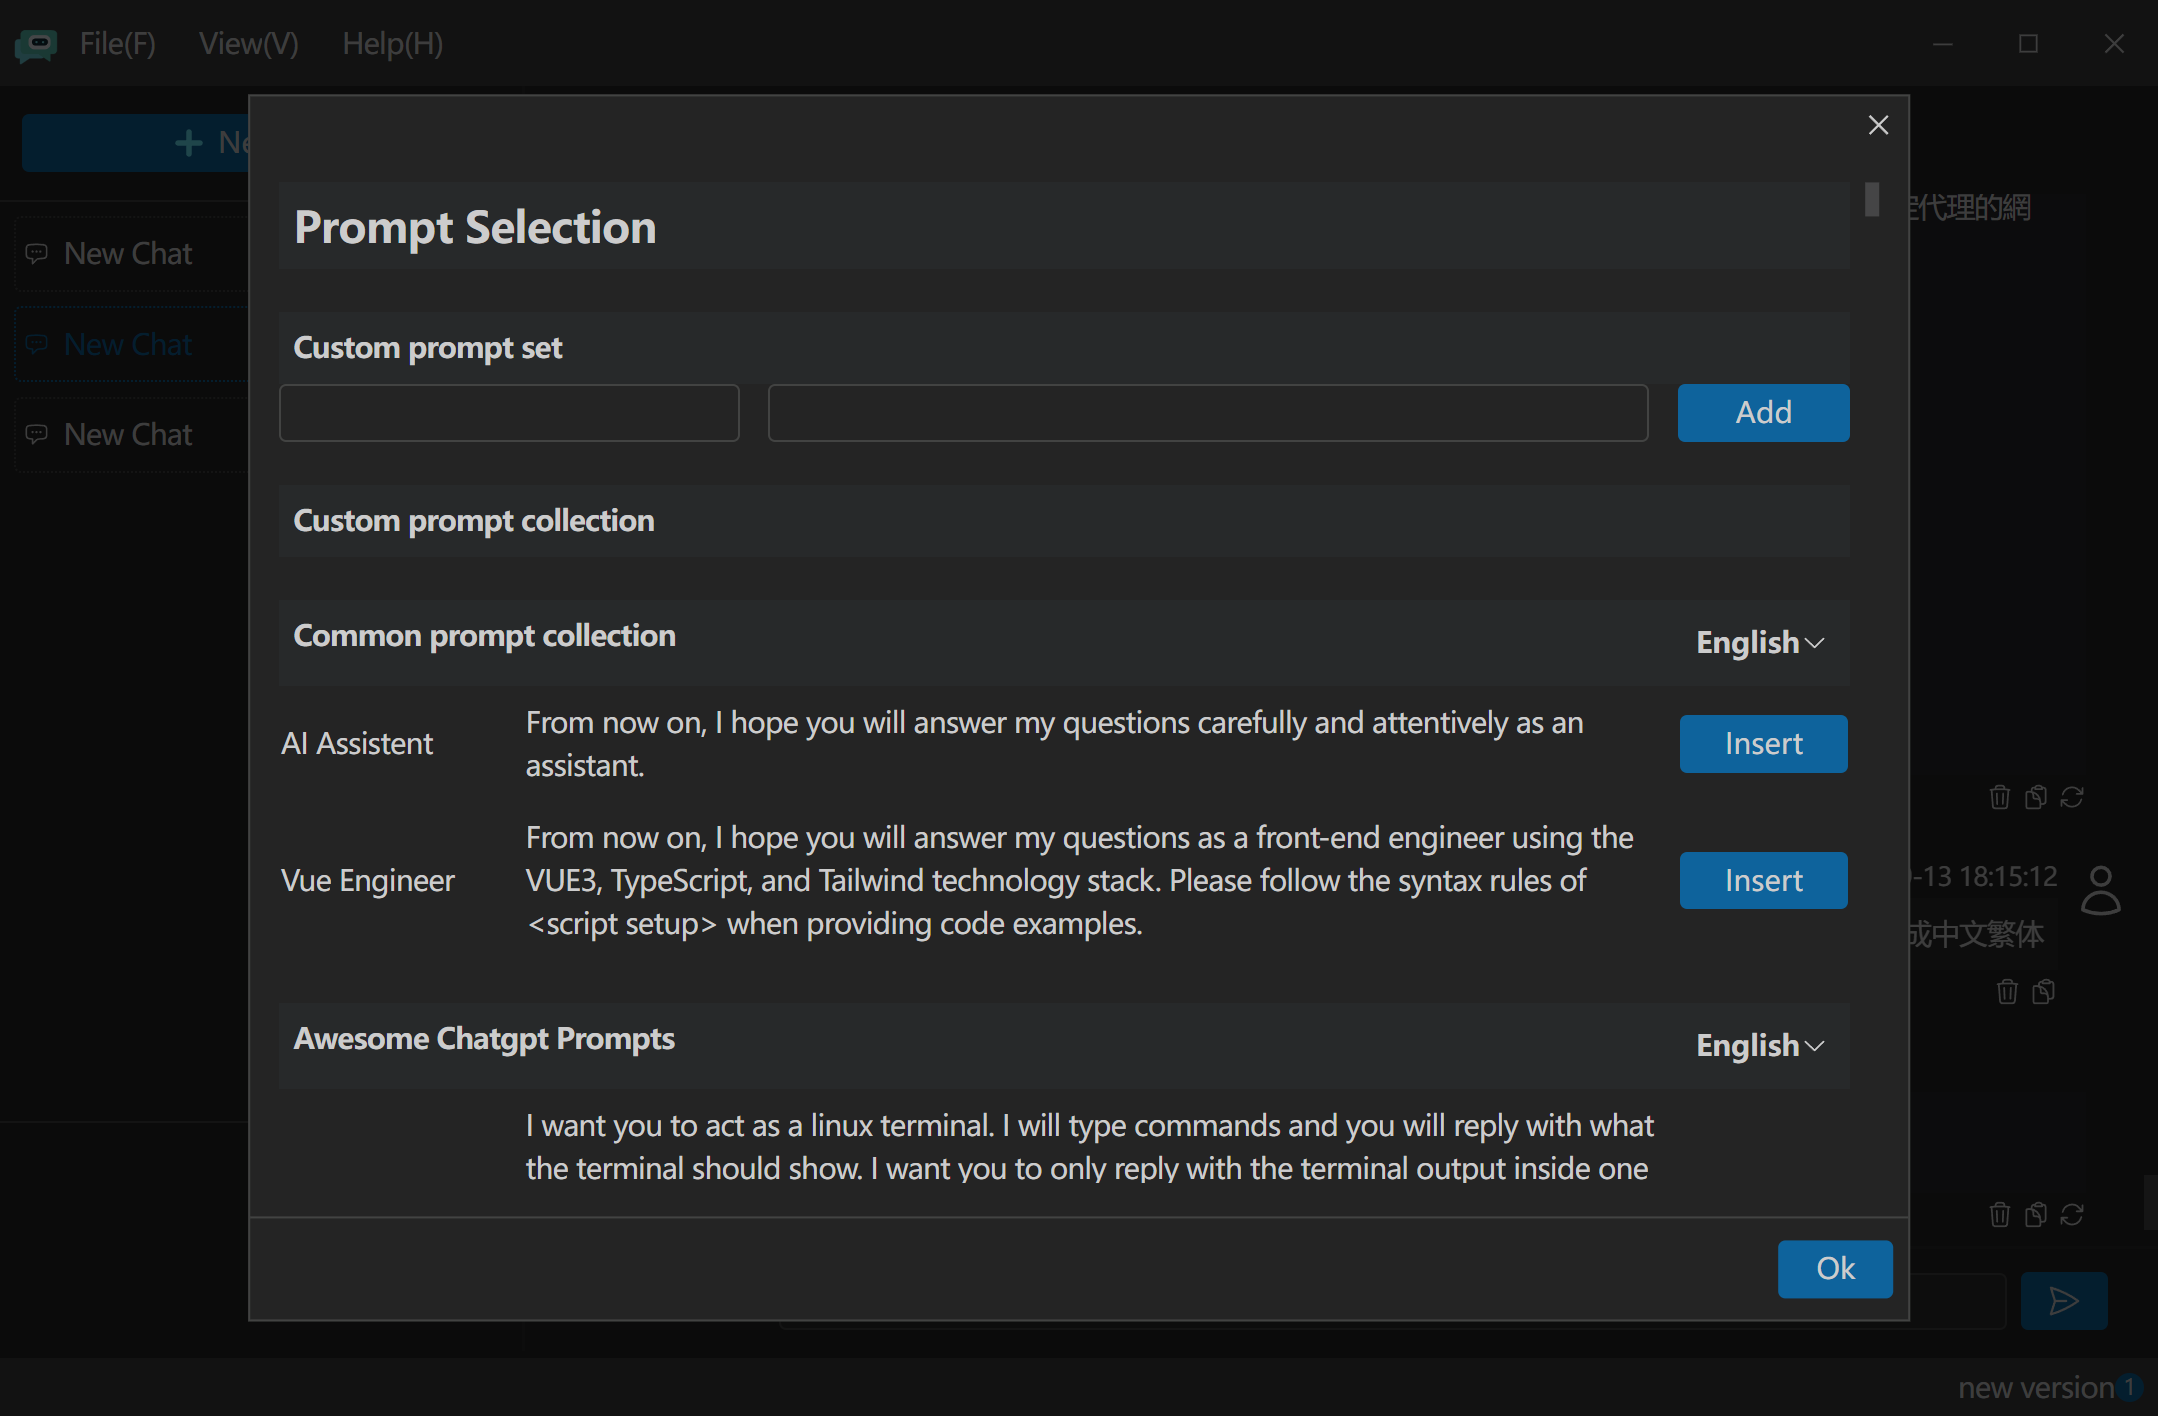 File(F) View(V) Help(H)
New Chat
New Chat
New Chat
Prompt Selection
Custom prompt set
Add
Custom prompt collection
Common prompt collection
English
AI Assistent
From now on, I hope you will answer my questions carefully and attentively as an
assistant.
Insert
Vue Engineer
From now on, I hope you will answer my questions as a front-end engineer using the
VUE3, TypeScript, and Tailwind technology stack. Please follow the syntax rules of
<script setup> when providing code examples.
Insert
Awesome Chatgpt Prompts
English
I want you to act as a linux terminal. I will type commands and you will reply with what
the terminal should show. I want you to only reply with the terminal output inside one
Ok
代理的網
-13 18:15:12
成中文繁体
new version 1